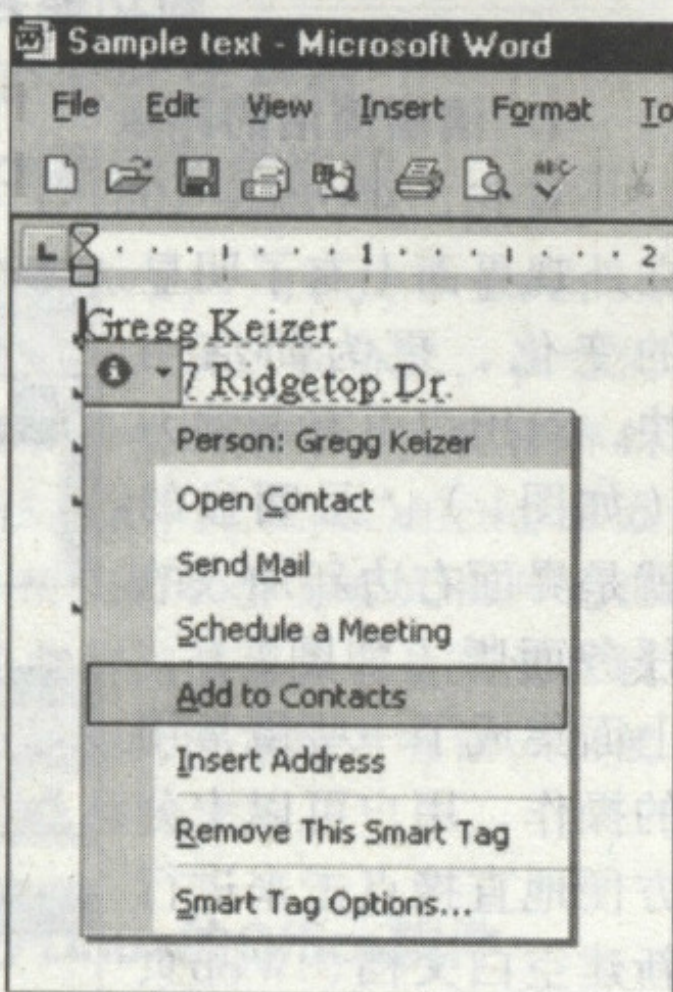 Sample text - Microsoft Word
File Edit View Insert Format To
ABC
1 2
Gregg Keizer
7 Ridgetop Dr.
Person: Gregg Keizer
Open Contact
Send Mail
Schedule a Meeting
Add to Contacts
Insert Address
Remove This Smart Tag
Smart Tag Options...